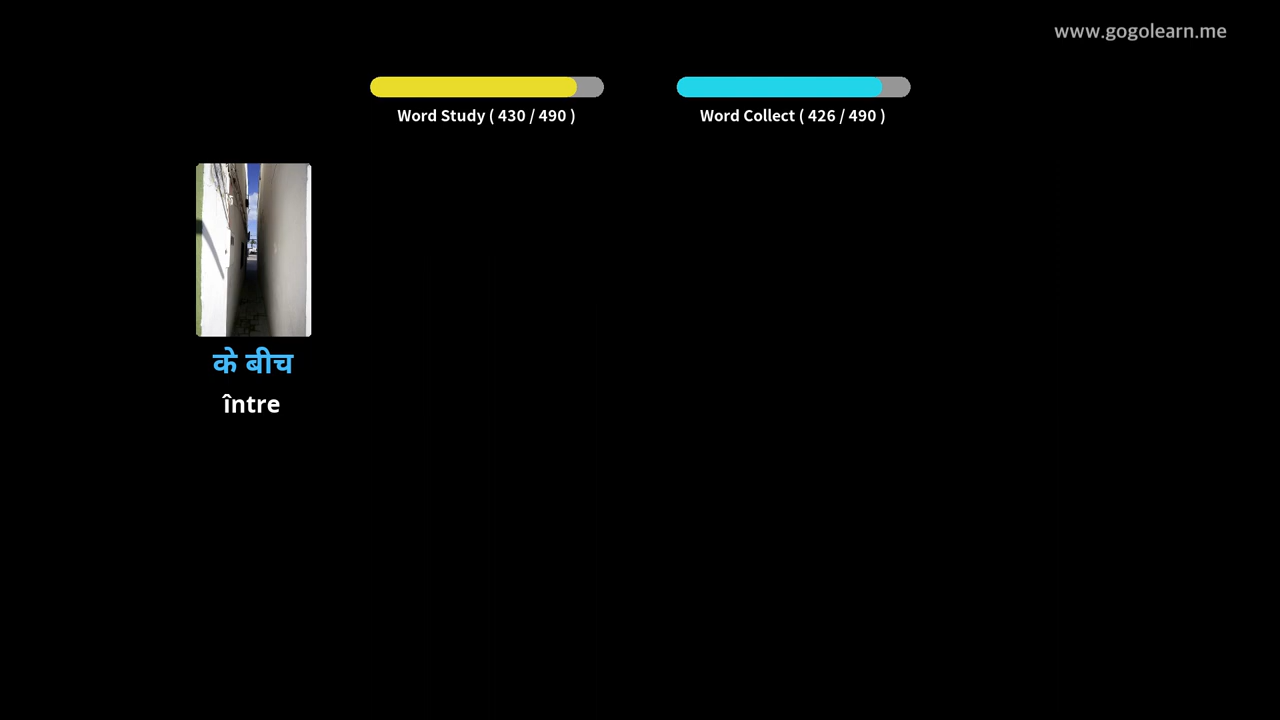 www.gogolearn.me
Word Study ( 430 / 490 )
Word Collect ( 426 / 490 )
के बीच
între